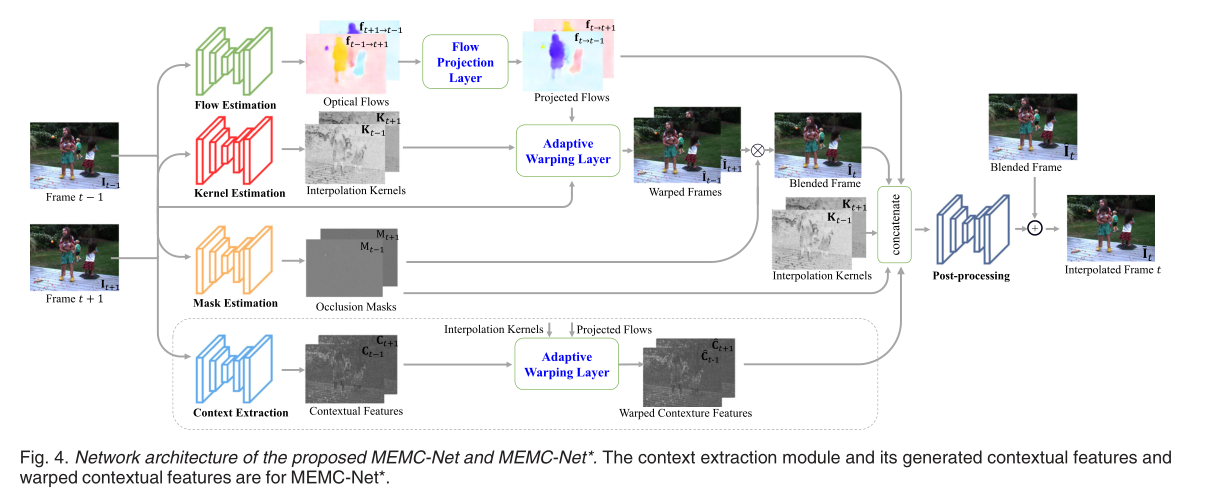 f_{t+1→t−1}
f_{t−1→t+1}
Optical Flows
Flow
Projection
Layer
f_{t→t+1}
f_{t→t−1}
Projected Flows
Flow Estimation
K_{t+1}
K_{t−1}
Interpolation Kernels
Kernel Estimation
I_{t−1}
Frame t − 1
I_{t+1}
Frame t + 1
Adaptive
Warping Layer
Î_{t+1}
Î_{t−1}
Warped Frames
Î_t
Blended Frame
K_{t+1}
K_{t−1}
Interpolation Kernels
concatenate
Post-processing
Î_t
Blended Frame
Ĩ_t
Interpolated Frame t
M_{t+1}
M_{t−1}
Occlusion Masks
Mask Estimation
Interpolation Kernels
Projected Flows
C_{t+1}
C_{t−1}
Contextual Features
Context Extraction
Adaptive
Warping Layer
Ĉ_{t+1}
Ĉ_{t-1}
Warped Contexture Features
Fig. 4. Network architecture of the proposed MEMC-Net and MEMC-Net*. The context extraction module and its generated contextual features and
warped contextual features are for MEMC-Net*.